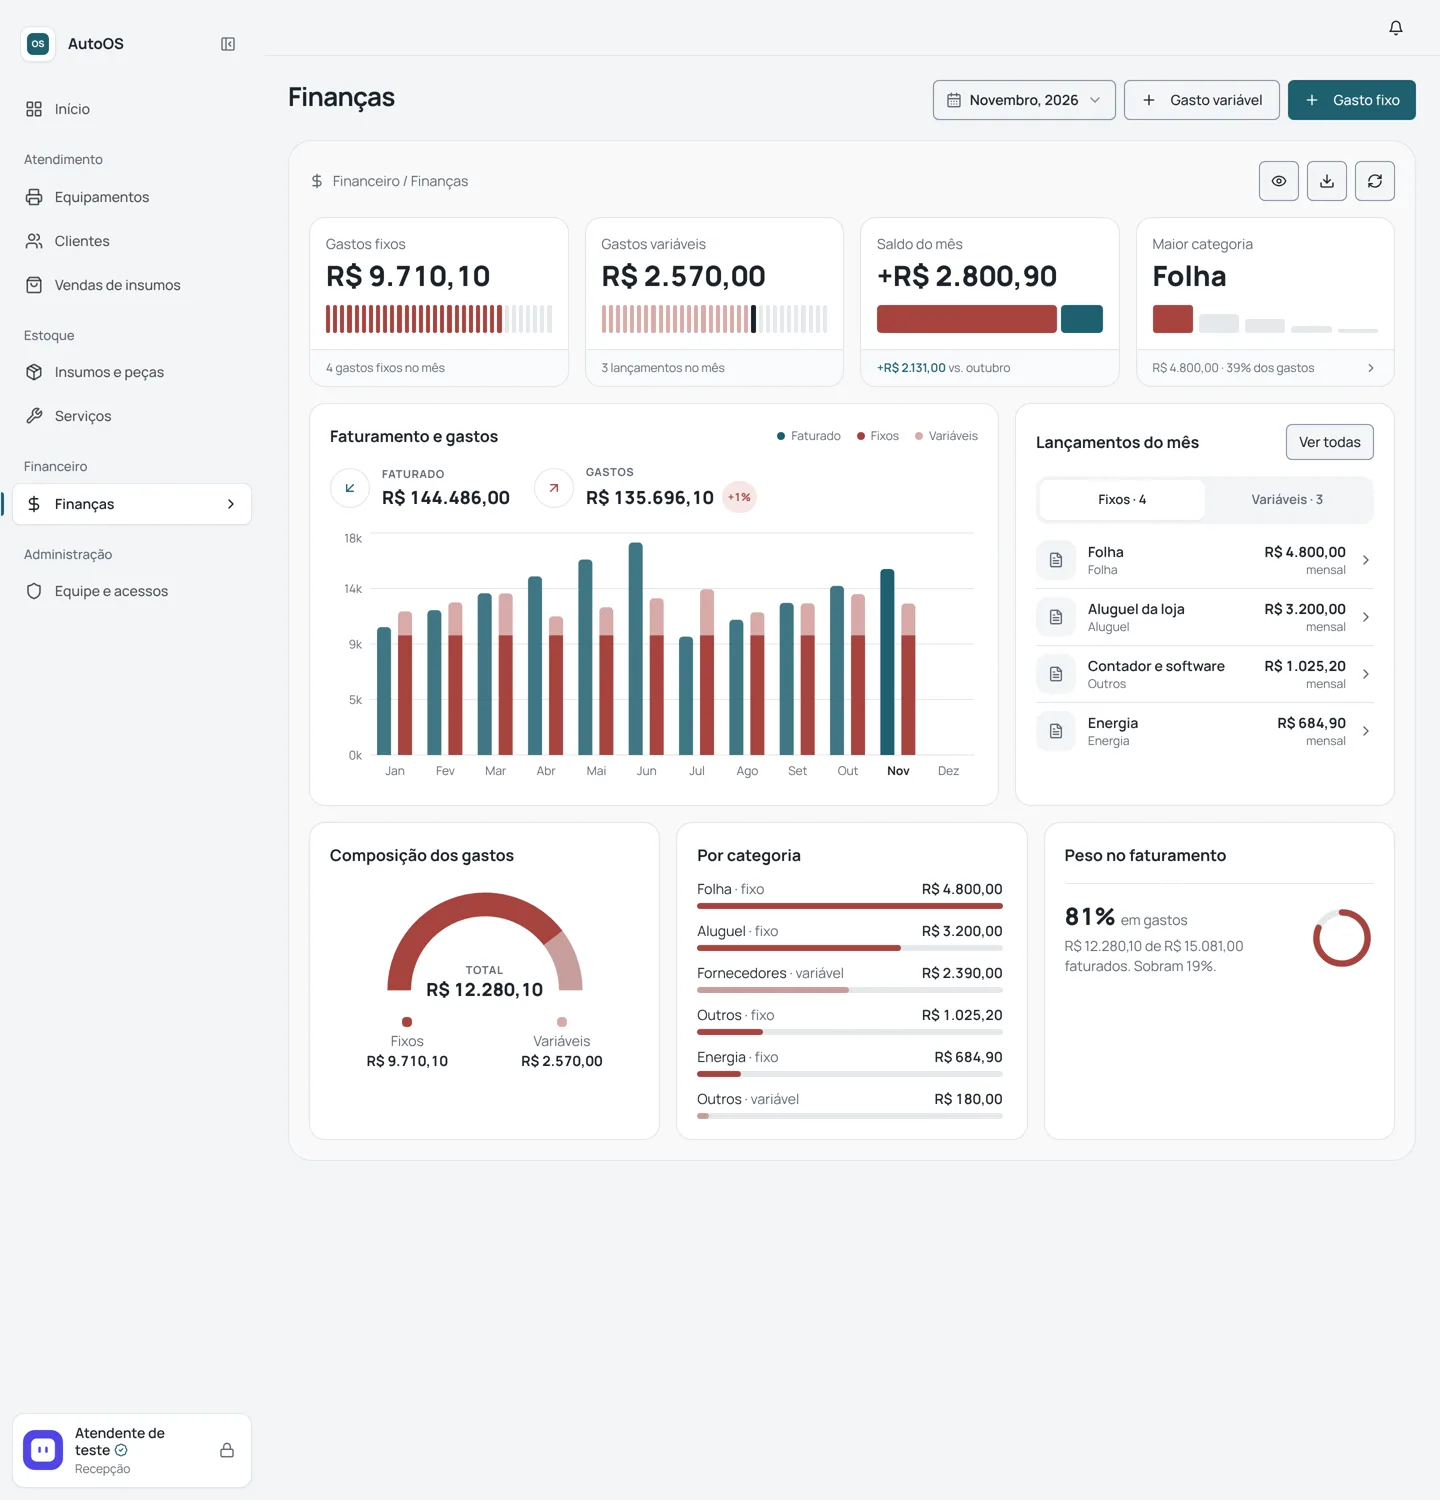 OS
AutoOS
Início
Atendimento
Equipamentos
Clientes
Vendas de insumos
Estoque
Insumos e peças
Serviços
Financeiro
Finanças
Administração
Equipe e acessos
Atendente de
teste
Recepção
Finanças
Novembro, 2026
Gasto variável
Gasto fixo
Financeiro / Finanças
Gastos fixos
R$ 9.710,10
4 gastos fixos no mês
Gastos variáveis
R$ 2.570,00
3 lançamentos no mês
Saldo do mês
+R$ 2.800,90
+R$ 2.131,00 vs. outubro
Maior categoria
Folha
R$ 4.800,00 · 39% dos gastos
Faturamento e gastos
Faturado
Fixos
Variáveis
FATURADO
R$ 144.486,00
GASTOS
R$ 135.696,10
+1%
18k
14k
9k
5k
0k
Jan
Fev
Mar
Abr
Mai
Jun
Jul
Ago
Set
Out
Nov
Dez
Lançamentos do mês
Ver todas
Fixos · 4
Variáveis · 3
Folha
R$ 4.800,00
Folha
mensal
Aluguel da loja
R$ 3.200,00
Aluguel
mensal
Contador e software
R$ 1.025,20
Outros
mensal
Energia
R$ 684,90
Energia
mensal
Composição dos gastos
TOTAL
R$ 12.280,10
Fixos
R$ 9.710,10
Variáveis
R$ 2.570,00
Por categoria
Folha · fixo
R$ 4.800,00
Aluguel · fixo
R$ 3.200,00
Fornecedores · variável
R$ 2.390,00
Outros · fixo
R$ 1.025,20
Energia · fixo
R$ 684,90
Outros · variável
R$ 180,00
Peso no faturamento
81% em gastos
R$ 12.280,10 de R$ 15.081,00
faturados. Sobram 19%.